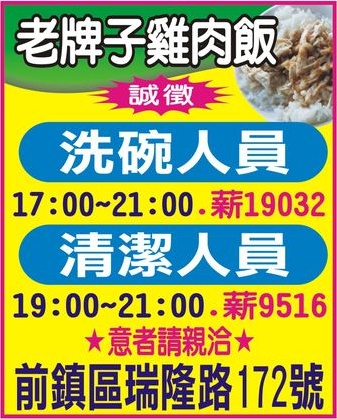 老牌子雞肉飯
誠徵
洗碗人員
17:00~21:00.薪19032
清潔人員
19:00~21:00.薪9516
★意者請親洽★
前鎮區瑞隆路172號